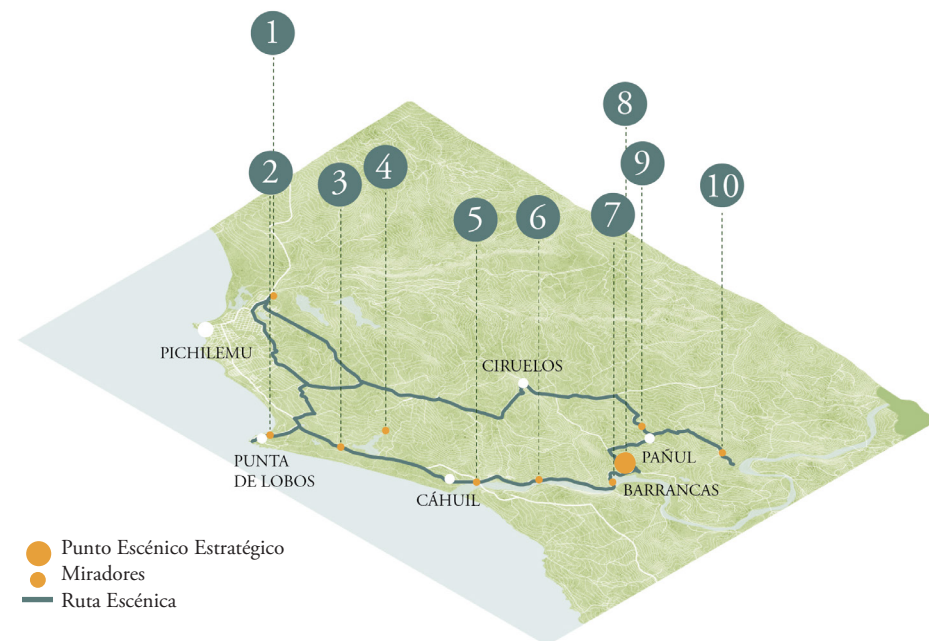 1
8
2
3
4
9
5
6
7
10
PICHILEMU
CIRUELOS
PUNTA
DE LOBOS
PAÑUL
CÁHUIL
BARRANCAS
Punto Escénico Estratégico
Miradores
Ruta Escénica